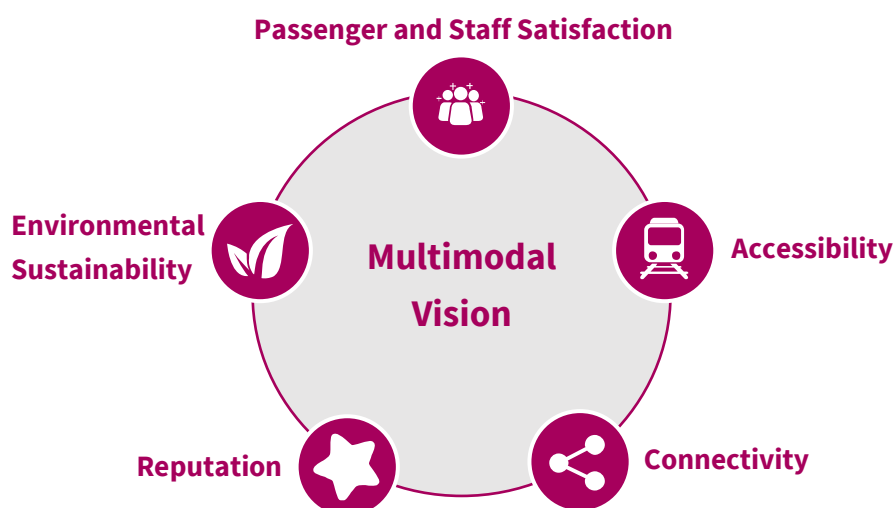 Passenger and Staff Satisfaction
Environmental
Sustainability
Multimodal
Vision
Accessibility
Reputation
Connectivity